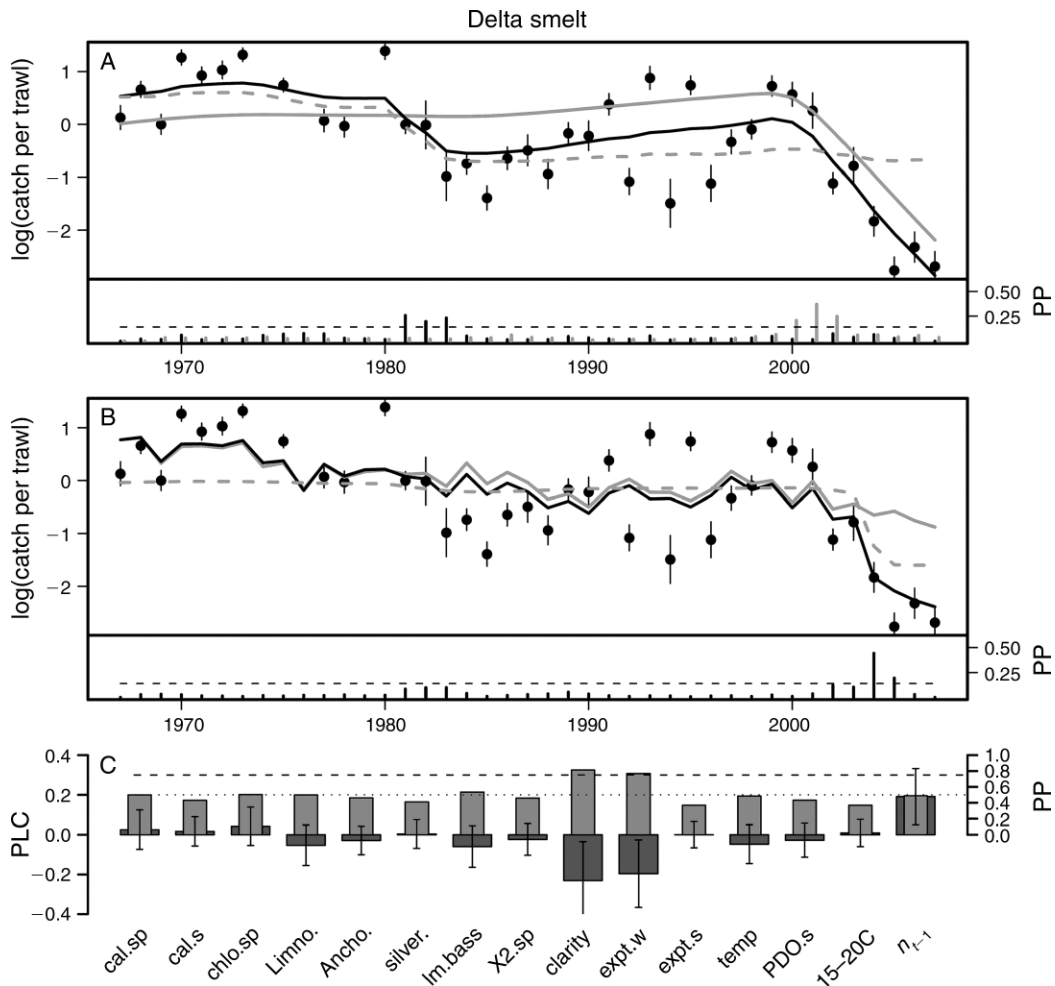 Delta smelt
A
log(catch per trawl)
1
0
−1
−2
0.50
0.25
PP
1970 1980 1990 2000
B
log(catch per trawl)
1
0
−1
−2
0.50
0.25
PP
1970 1980 1990 2000
C
PLC
0.4
0.2
0.0
−0.2
−0.4
1.0
0.8
0.6
0.4
0.2
0.0
PP
cal.sp cal.s chlo.sp Limno. Ancho. silver. lm.bass X2.sp clarity expt.w expt.s temp PDO.s 15−20C n_{t−1}